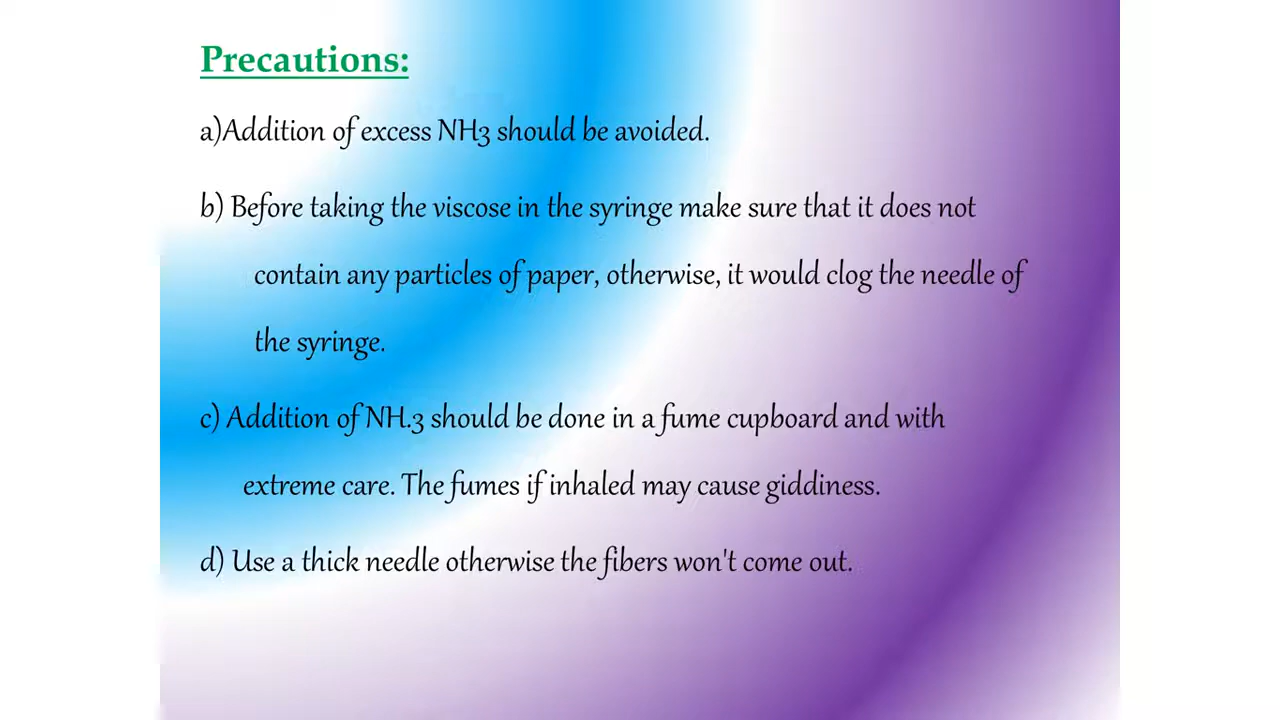 Precautions:
a)Addition of excess NH3 should be avoided.
b) Before taking the viscose in the syringe make sure that it does not
contain any particles of paper, otherwise, it would clog the needle of
the syringe.
c) Addition of NH.3 should be done in a fume cupboard and with
extreme care. The fumes if inhaled may cause giddiness.
d) Use a thick needle otherwise the fibers won't come out.